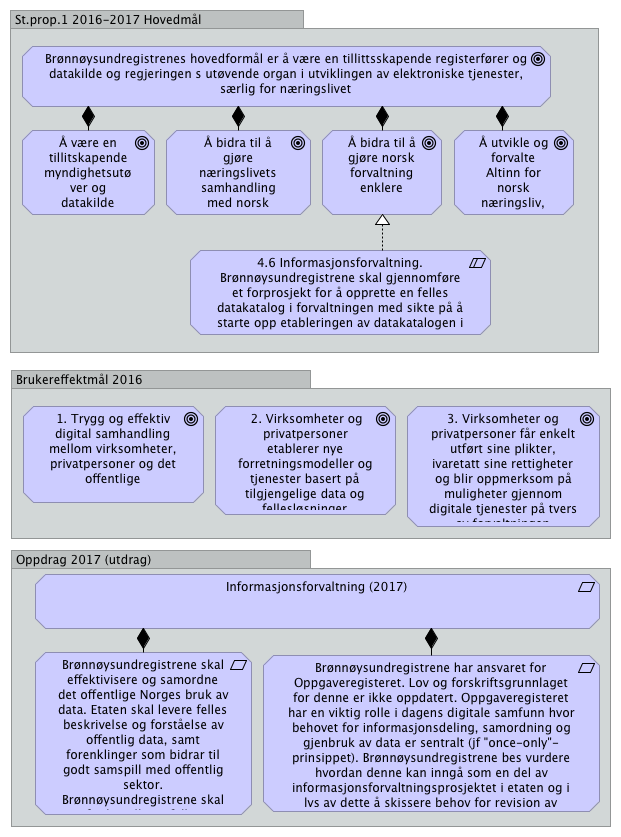 St.prop.1 2016-2017 Hovedmål
Brønnøysundregistrenes hovedformål er å være en tillittsskapende registerfører og
datakilde og regjeringen s utøvende organ i utviklingen av elektroniske tjenester,
særlig for næringslivet
Å være en
tillitskapende
myndighetsutø
ver og
datakilde
Å bidra til å
gjøre
næringslivets
samhandling
med norsk
Å bidra til å
gjøre norsk
forvaltning
enklere
Å utvikle og
forvalte
Altinn for
norsk
næringsliv,
4.6 Informasjonsforvaltning.
Brønnøysundregistrene skal gjennomføre
et forprosjekt for å opprette en felles
datakatalog i forvaltningen med sikte på å
starte opp etableringen av datakatalogen i
Brukereffektmål 2016
1. Trygg og effektiv
digital samhandling
mellom virksomheter,
privatpersoner og det
offentlige
2. Virksomheter og
privatpersoner
etablerer nye
forretningsmodeller og
tjenester basert på
tilgjengelige data og
fellesløsninger
3. Virksomheter og
privatpersoner får enkelt
utført sine plikter,
ivaretatt sine rettigheter
og blir oppmerksom på
muligheter gjennom
digitale tjenester på tvers
av forvaltningen
Oppdrag 2017 (utdrag)
Informasjonsforvaltning (2017)
Brønnøysundregistrene skal
effektivisere og samordne
det offentlige Norges bruk av
data. Etaten skal levere felles
beskrivelse og forståelse av
offentlig data, samt
forenklinger som bidrar til
godt samspill med offentlig
sektor.
Brønnøysundregistrene skal
Brønnøysundregistrene har ansvaret for
Oppgaveregisteret. Lov og forskriftsgrunnlaget
for denne er ikke oppdatert. Oppgaveregisteret
har en viktig rolle i dagens digitale samfunn hvor
behovet for informasjonsdeling, samordning og
gjenbruk av data er sentralt (jf "once-only"-
prinsippet). Brønnøysundregistrene bes vurdere
hvordan denne kan inngå som en del av
informasjonsforvaltningsprosjektet i etaten og i
lys av dette å skissere behov for revision av